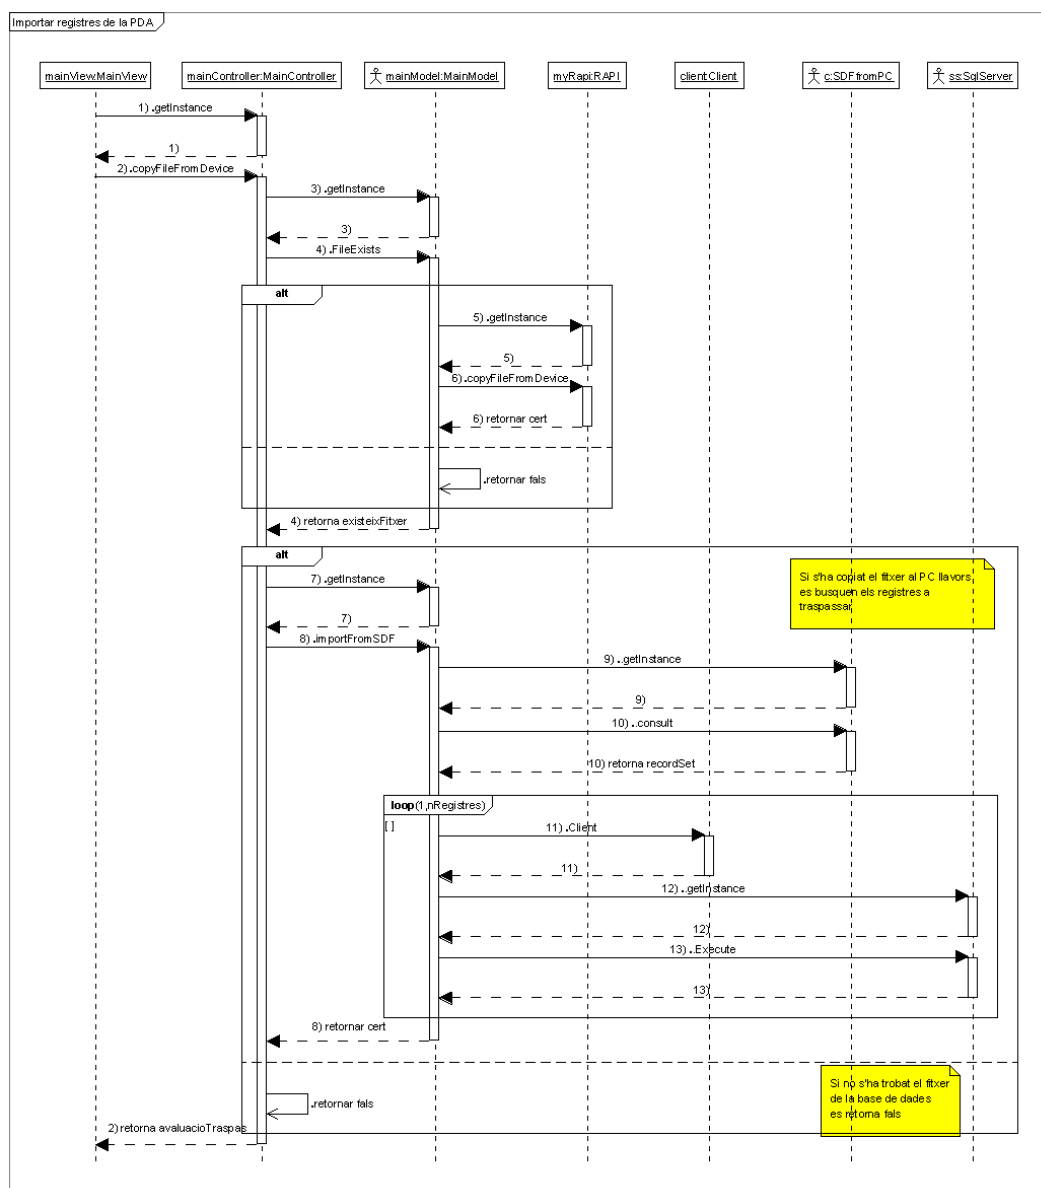 Importar registres de la PDA
mainView:MainView
mainController:MainController
mainModel:MainModel
myRapi:RAPI
client:Client
c:SDFfromPC
ss:SqlServer
1) .getInstance
1)
2).copyFileFromDevice
3) .getInstance
3)
4) .FileExists
alt
5) .getInstance
5)
6).copyFileFromDevice
6) retornar cert
.retornar fals
4) retorna existeixFitxer
alt
Si s'ha copiat el fitxer al PC llavors
es busquen els registres a
traspassar
7) .getInstance
7)
8) .importFromSDF
9) ..getInstance
9)
10) ..consult
10) retorna recordSet
loop(1,nRegistres)
[ ]
11) .Client
11)
12) ..getInstance
12)
13) ..Execute
13)
8) retornar cert
Si no s'ha trobat el fitxer
de la base de dades
es retorna fals
.retornar fals
2) retorna avaluacioTraspas